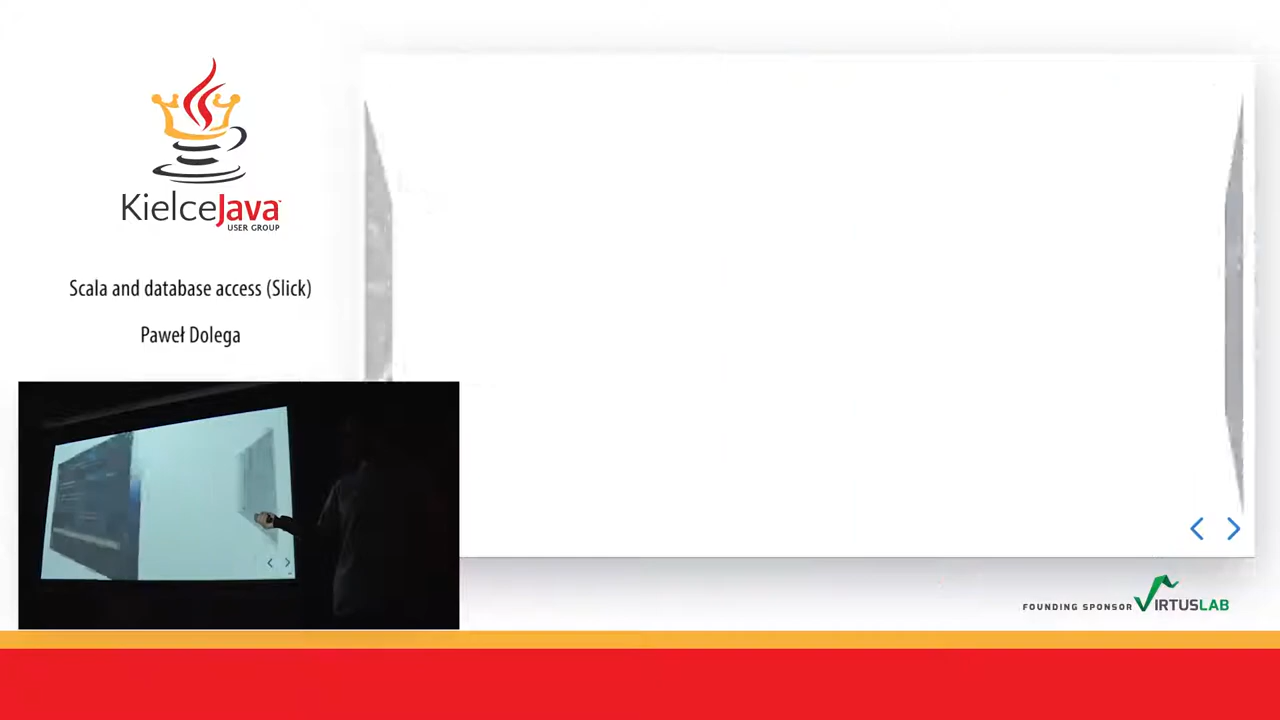 KielceJava
USER GROUP
Scala and database access (Slick)
Paweł Dolega
FOUNDING SPONSOR VIRTUSLAB